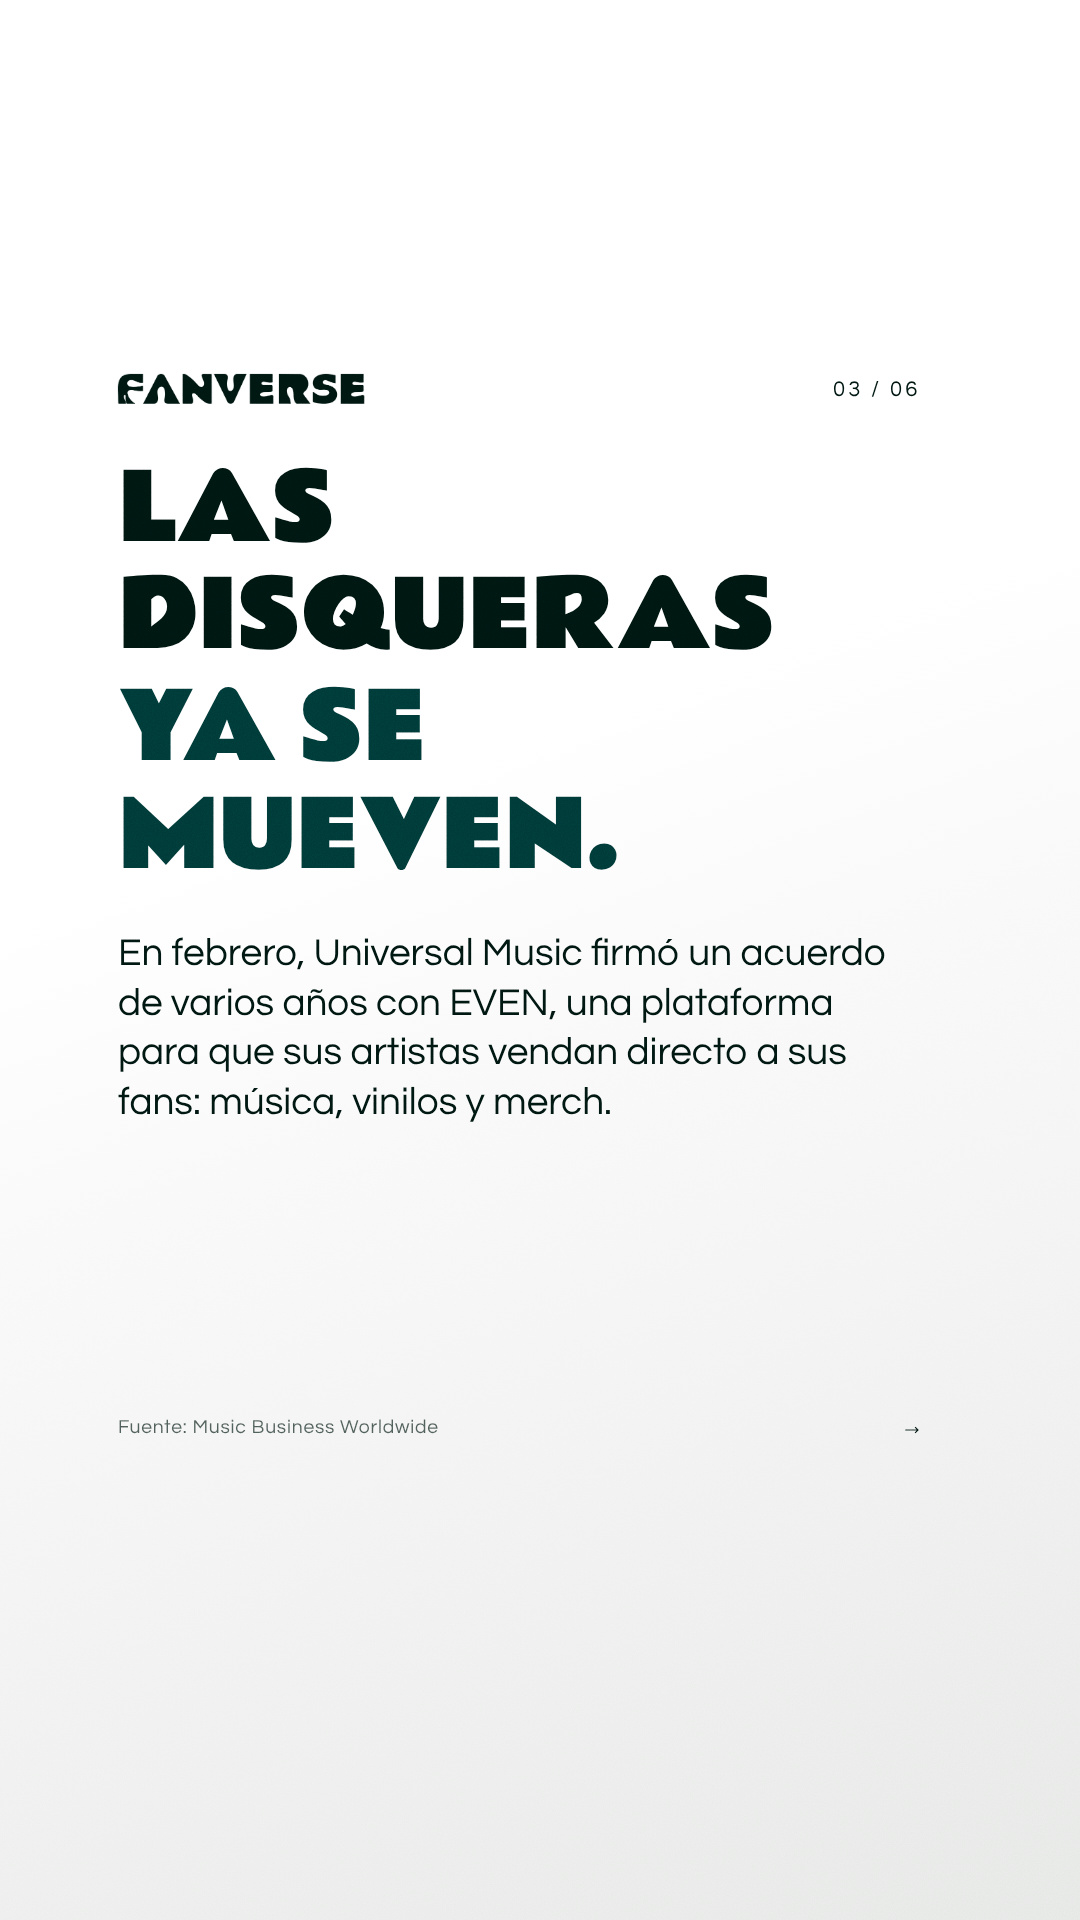 FANVERSE
03 / 06
LAS
DISQUERAS
YA SE
MUEVEN.
En febrero, Universal Music firmó un acuerdo
de varios años con EVEN, una plataforma
para que sus artistas vendan directo a sus
fans: música, vinilos y merch.
Fuente: Music Business Worldwide
→